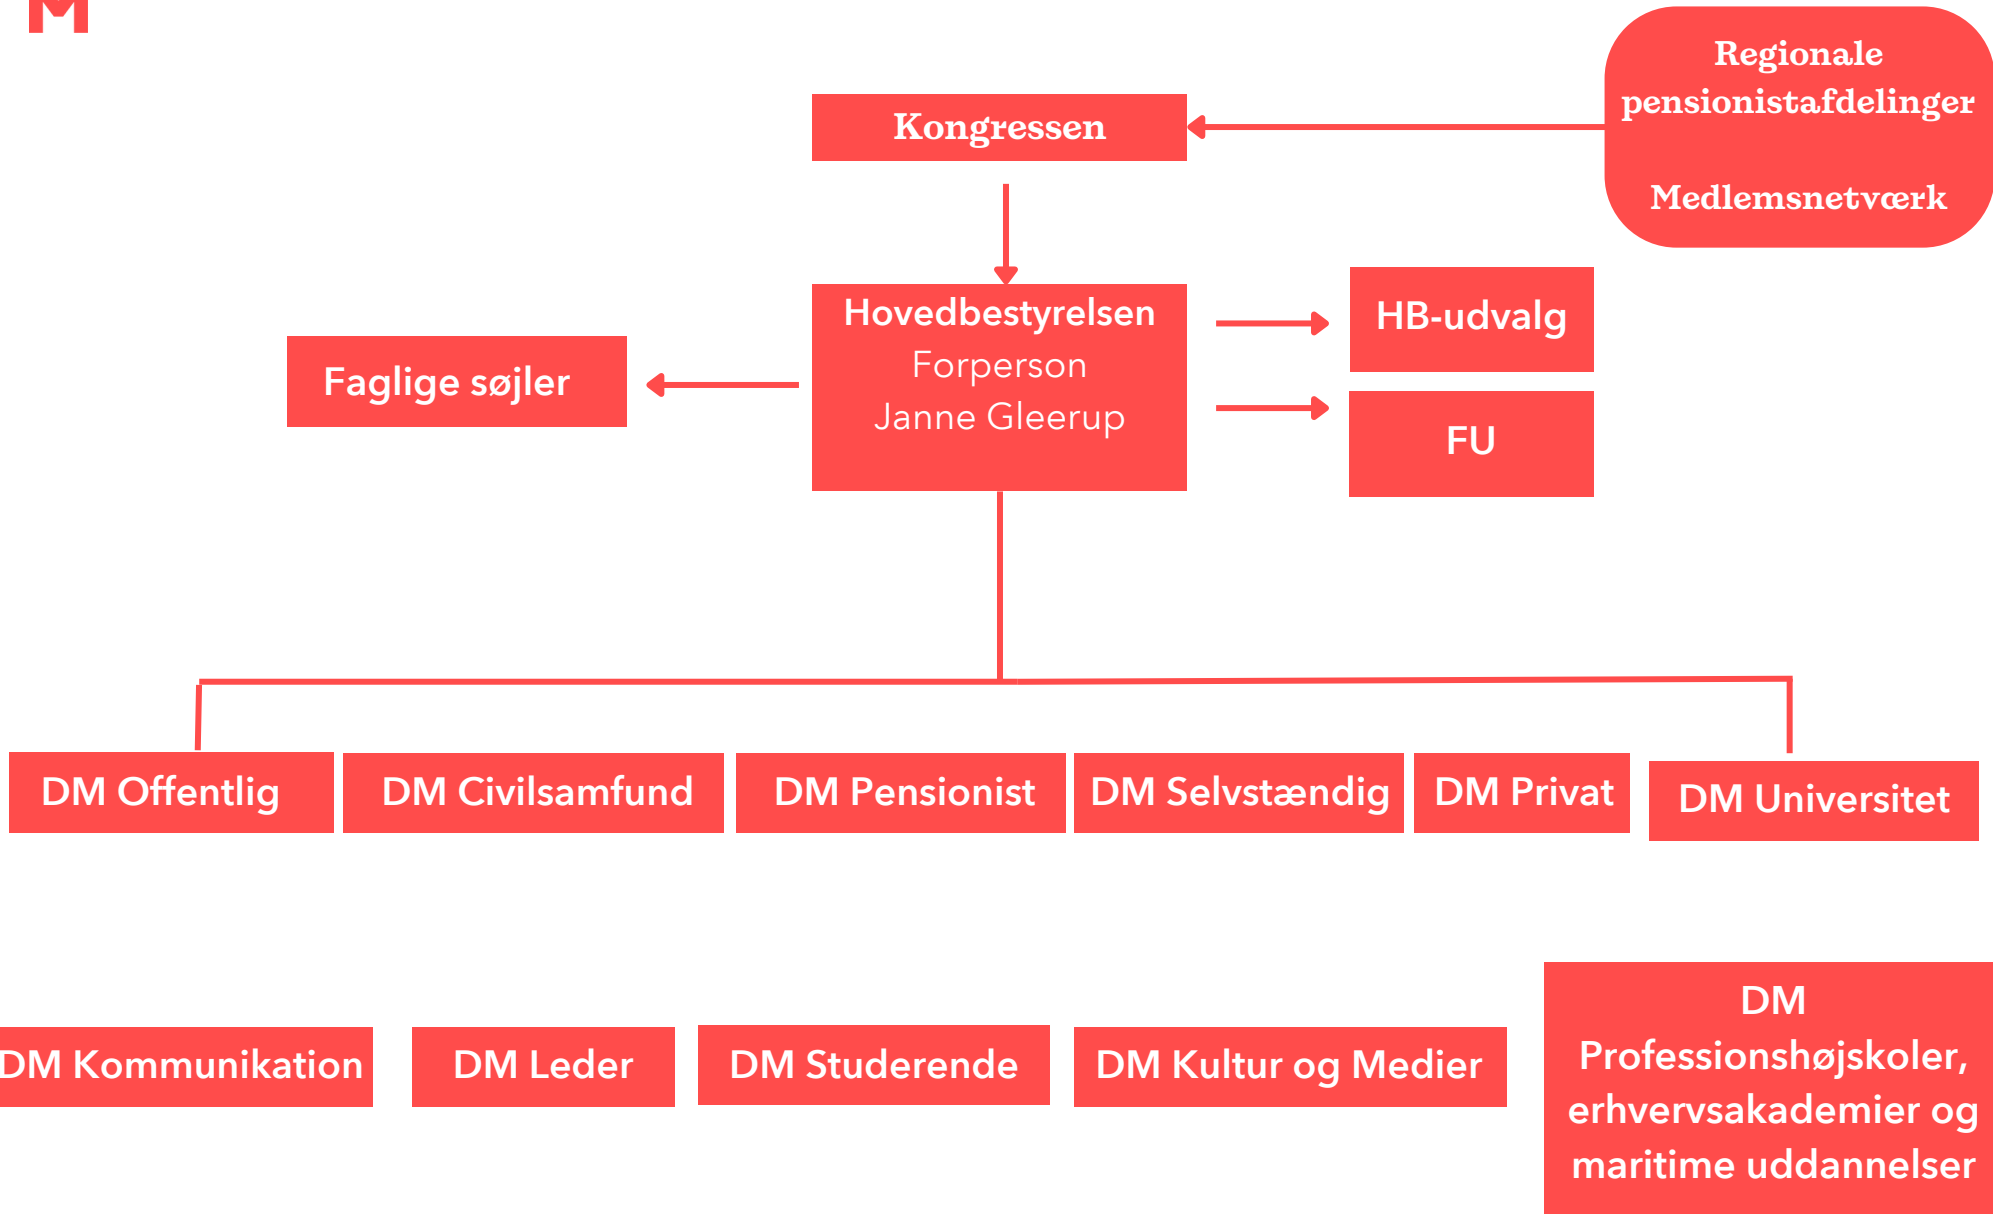 M
Regionale
pensionistafdelinger
Medlemsnetværk
Kongressen
Hovedbestyrelsen
Forperson
Janne Gleerup
HB-udvalg
FU
Faglige søjler
DM Offentlig
DM Civilsamfund
DM Pensionist
DM Selvstændig
DM Privat
DM Universitet
DM Kommunikation
DM Leder
DM Studerende
DM Kultur og Medier
DM
Professionshøjskoler,
erhvervsakademier og
maritime uddannelser